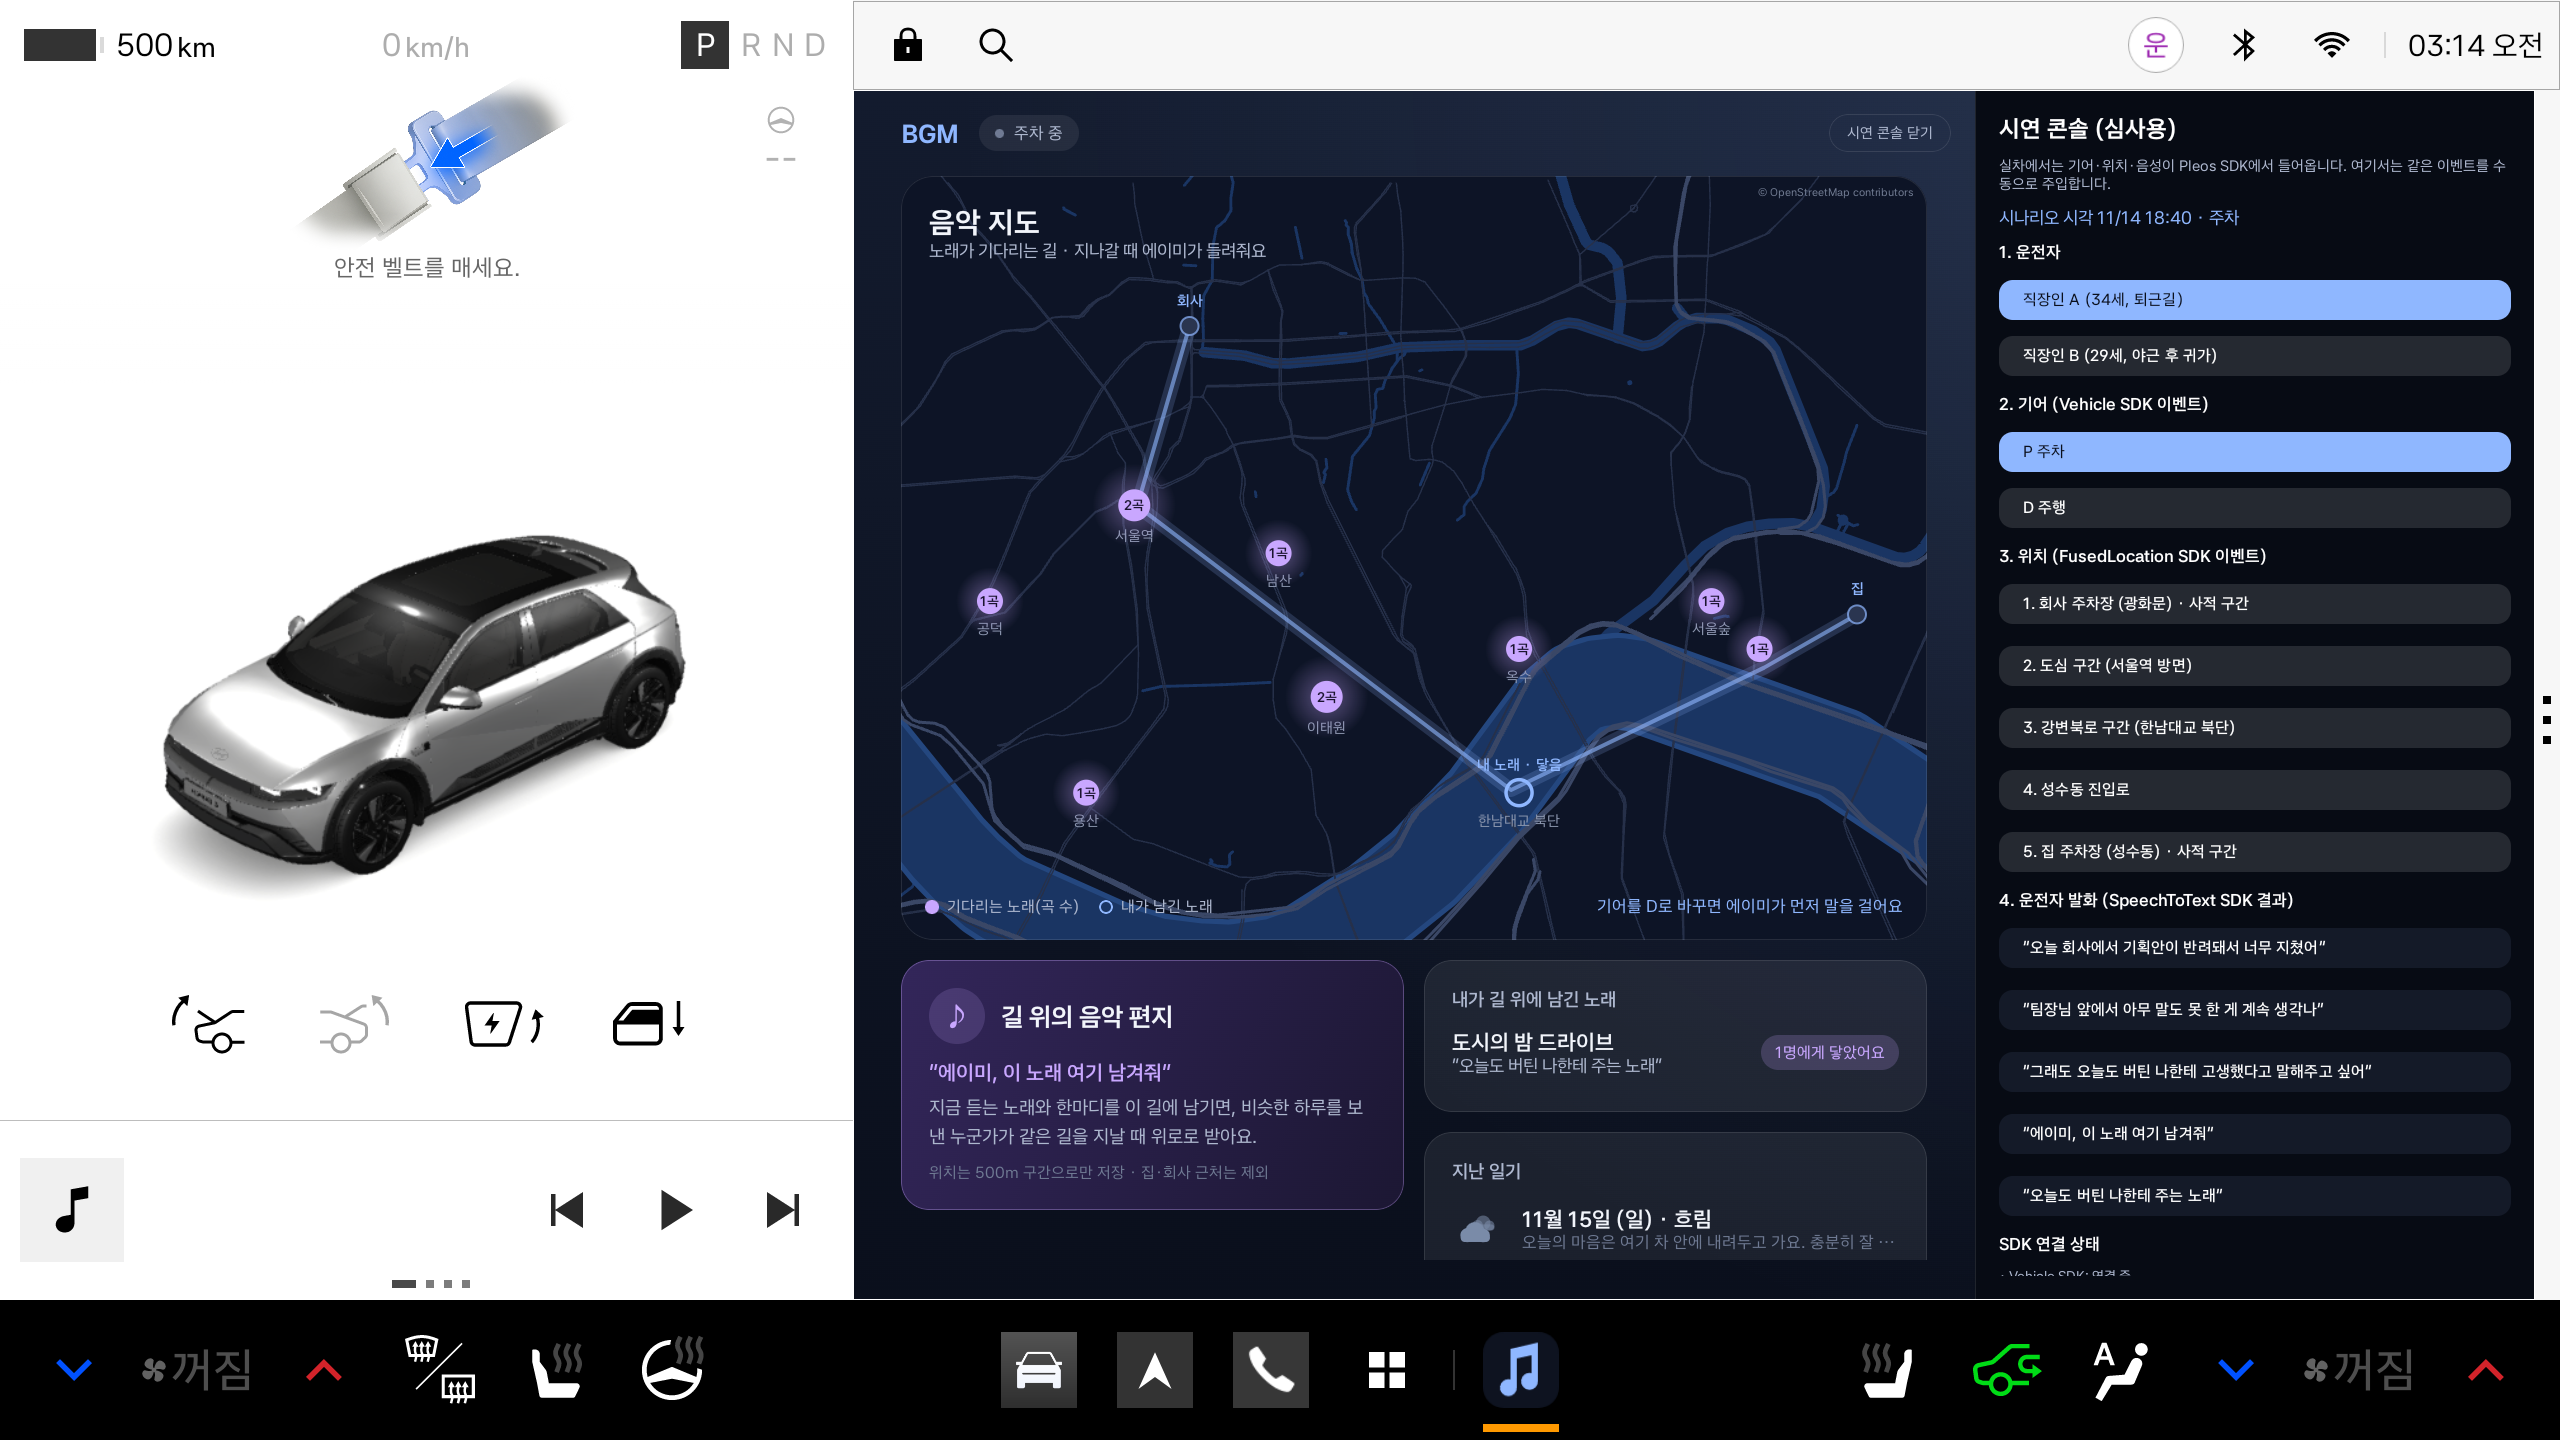 500 km
0 km/h
P R N D
운
03:14 오전
안전 벨트를 매세요.
BGM
주차 중
시연 콘솔 닫기
© OpenStreetMap contributors
음악 지도
노래가 기다리는 길 · 지나갈 때 에이미가 들려줘요
회사
2곡
서울역
1곡
남산
1곡
공덕
집
1곡
서울숲
1곡
1곡
옥수
2곡
이태원
내 노래 · 닿음
한남대교 북단
1곡
용산
기다리는 노래(곡 수)
내가 남긴 노래
기어를 D로 바꾸면 에이미가 먼저 말을 걸어요
길 위의 음악 편지
"에이미, 이 노래 여기 남겨줘"
지금 듣는 노래와 한마디를 이 길에 남기면, 비슷한 하루를 보
낸 누군가가 같은 길을 지날 때 위로로 받아요.
위치는 500m 구간으로만 저장 · 집·회사 근처는 제외
내가 길 위에 남긴 노래
도시의 밤 드라이브
"오늘도 버틴 나한테 주는 노래"
1명에게 닿았어요
지난 일기
11월 15일 (일) · 흐림
오늘의 마음은 여기 차 안에 내려두고 가요. 충분히 잘 …
시연 콘솔 (심사용)
실차에서는 기어·위치·음성이 Pleos SDK에서 들어옵니다. 여기서는 같은 이벤트를 수
동으로 주입합니다.
시나리오 시각 11/14 18:40 · 주차
1. 운전자
직장인 A (34세, 퇴근길)
직장인 B (29세, 야근 후 귀가)
2. 기어 (Vehicle SDK 이벤트)
P 주차
D 주행
3. 위치 (FusedLocation SDK 이벤트)
1. 회사 주차장 (광화문) · 사적 구간
2. 도심 구간 (서울역 방면)
3. 강변북로 구간 (한남대교 북단)
4. 성수동 진입로
5. 집 주차장 (성수동) · 사적 구간
4. 운전자 발화 (SpeechToText SDK 결과)
"오늘 회사에서 기획안이 반려돼서 너무 지쳤어"
"팀장님 앞에서 아무 말도 못 한 게 계속 생각나"
"그래도 오늘도 버틴 나한테 고생했다고 말해주고 싶어"
"에이미, 이 노래 여기 남겨줘"
"오늘도 버틴 나한테 주는 노래"
SDK 연결 상태
꺼짐
A
꺼짐